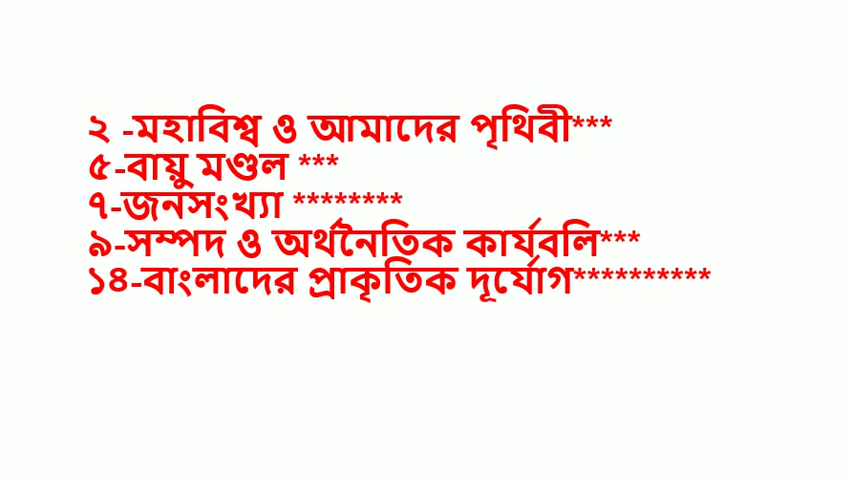 ২ -মহাবিশ্ব ও আমাদের পৃথিবী***
৫-বায়ু মণ্ডল ***
৭-জনসংখ্যা ********
৯-সম্পদ ও অর্থনৈতিক কার্যবলি***
১৪-বাংলাদের প্রাকৃতিক দূর্যোগ**********